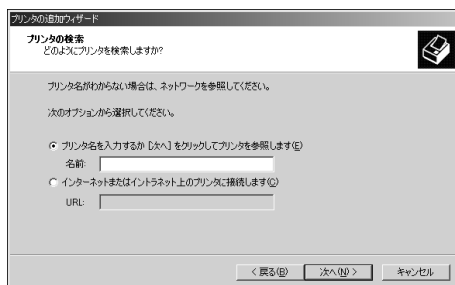 プリンタの追加ウィザード
プリンタの検索
どのようにプリンタを検索しますか?
プリンタ名がわからない場合は、ネットワークを参照してください。
次のオプションから選択してください。
プリンタ名を入力するか [次へ] をクリックしてプリンタを参照します(E)
名前:
インターネットまたはイントラネット上のプリンタに接続します(C)
URL:
< 戻る(B) 次へ(N) > キャンセル